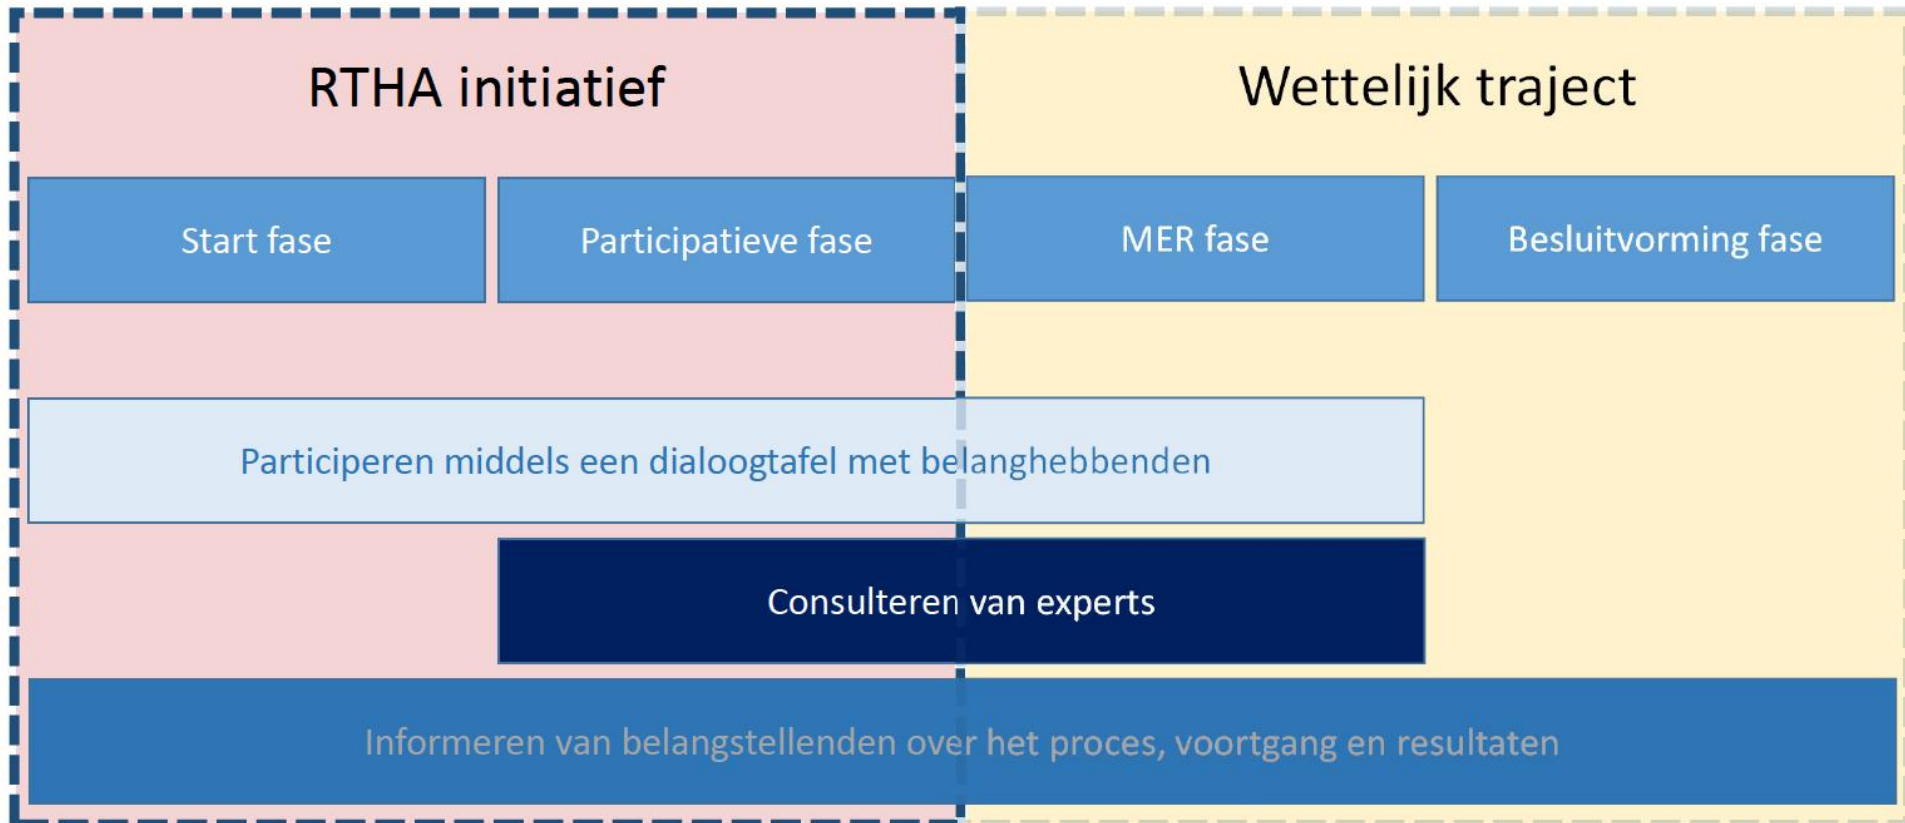 RTHA initiatief
Wettelijk traject
Start fase
Participatieve fase
MER fase
Besluitvorming fase
Participeren middels een dialoogtafel met belanghebbenden
Consulteren van experts
Informeren van belangstellenden over het proces, voortgang en resultaten